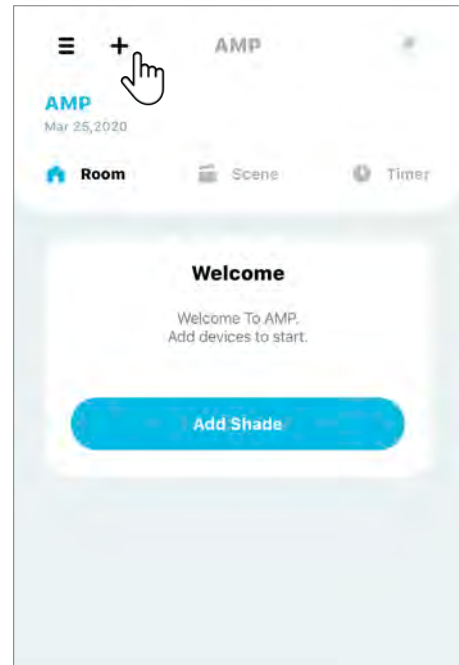 AMP
AMP
Mar 25,2020
Room Scene Timer
Welcome
Welcome To AMP.
Add devices to start.
Add Shade